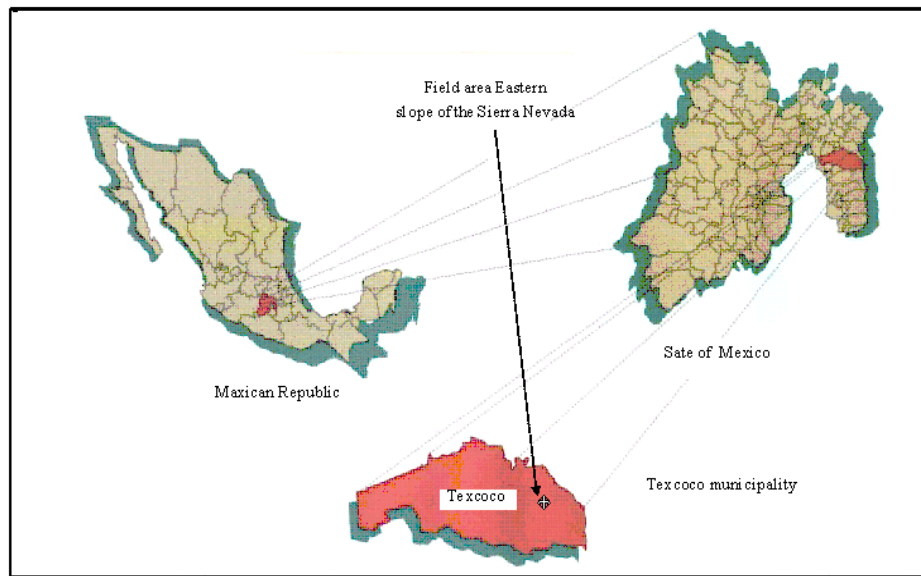 Field area Eastern
slope of the Sierra Nevada
Sate of Mexico
Maxican Republic
Texcoco municipality
Texcoco